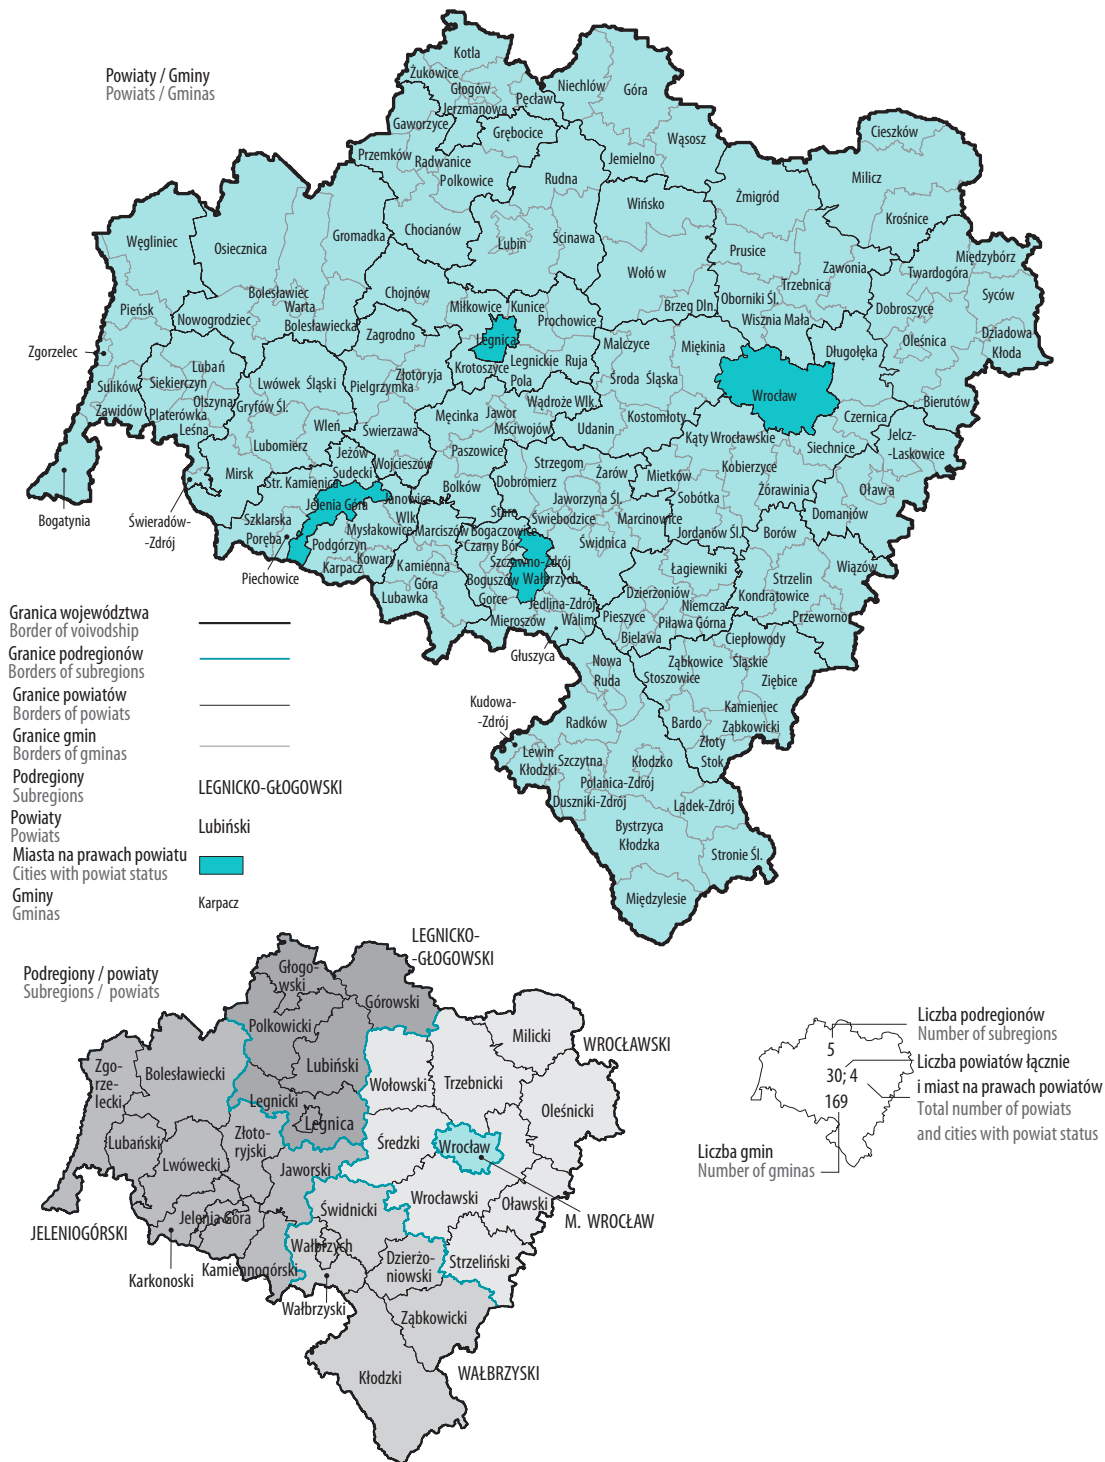 Powiaty / Gminy
Powiats / Gminas
Kotla
Żukowice
Głogów
Jerzmanowa
Pęcław
Niechlów
Góra
Gaworzyce
Grębocice
Wąsosz
Cieszków
Przemków
Radwanice
Jemielno
Polkowice
Rudna
Milicz
Żmigród
Wińsko
Krośnice
Chocianów
Gromadka
Lubin
Ścinawa
Węgliniec
Osiecznica
Prusice
Zawonia
Międzybórz
Twardogóra
Wołó w
Trzebnica
Syców
Chojnów
Bolesławiec
Warta
Bolesławiecka
Miłkowice
Kunice
Brzeg Dln.
Oborniki Śl.
Dobroszyce
Pieńsk
Nowogrodziec
Prochowice
Wisznia Mała
Zagrodno
Oleśnica
Dziadowa
Kłoda
Zgorzelec
Legnica
Malczyce
Miękinia
Długołęka
Krotoszyce
Legnickie
Pola
Ruja
Lubań
Siekierczyn
Lwówek Śląski
Pielgrzymka
Złotoryja
Środa Śląska
Wrocław
Sulików
Zawidów
Platerówka
Olszyna
Leśna
Gryfów Śl.
Wądroże Wlk.
Męcinka
Jawor
Mściwojów
Kostomłoty
Czernica
Bierutów
Wleń
Świerzawa
Udanin
Lubomierz
Kąty Wrocławskie
Siechnice
Jelcz-
-Laskowice
Jeżów
Sudecki
Wojcieszów
Paszowice
Strzegom
Żarów
Mietków
Kobierzyce
Mirsk
Str. Kamienica
Bolków
Dobromierz
Żórawina
Oław a
Jelenia Góra
Janowice
Wlk.
Jaworzyna Śl.
Sobótka
Bogatynia
Świeradów-
-Zdrój
Szklarska
Poręba
Stare
Bogaczowice
Świebodzice
Marcinowice
Domaniów
Mysłakowice
Marciszów
Jordanów Śl.
Borów
Piechowice
Podgórzyn
Czarny Bór
Świdnica
Kowary
Karpacz
Kamienna
Góra
Szczawno-Zdrój
Wałbrzych
Łagiewniki
Wiązów
Boguszów
Gorce
Strzelin
Lubawka
Jedlina-Zdrój
Dzierżoniów
Kondratowice
Niemcza
Przeworno
Mieroszów
Walim
Pieszyce
Piława Górna
Bielawa
Ciepłowody
Głuszyca
Nowa
Ruda
Stoszowice
Ząbkowice
Śląskie
Ziębice
Kudowa-
-Zdrój
Radków
Bardo
Kamieniec
Ząbkowicki
Lewin
Kłodzki
Szczytna
Kłodzko
Złoty
Stok
Polanica-Zdrój
Duszniki-Zdrój
Lądek-Zdrój
Bystrzyca
Kłodzka
Stronie Śl.
Międzylesie
Granica województwa
Border of voivodship
Granice podregionów
Borders of subregions
Granice powiatów
Borders of powiats
Granice gmin
Borders of gminas
Podregiony
Subregions
LEGNICKO-GŁOGOWSKI
Powiaty
Powiats
Lubiński
Miasta na prawach powiatu
Cities with powiat status
Gminy
Gminas
Karpacz
Podregiony / powiaty
Subregions / powiats
LEGNICKO-
-GŁOGOWSKI
Głogo-
wski
Górowski
Polkowicki
Milicki
WROCŁAWSKI
Zgo-
rze-
lecki
Bolesławiecki
Lubiński
Wołowski
Trzebnicki
Legnicki
Oleśnicki
Legnica
Lubański
Złoto-
ryjski
Średzki
Wrocław
Lwówecki
Jaworski
Wrocławski
Oławski
M. WROCŁAW
JELENIOGÓRSKI
Jelenia Góra
Świdnicki
Karkonoski
Kamiennogórski
Wałbrzych
Dzierżo-
niowski
Strzeliński
Wałbrzyski
Ząbkowicki
Kłodzki
WAŁBRZYSKI
Liczba podregionów
Number of subregions
5
Liczba powiatów łącznie
i miast na prawach powiatów
Total number of powiats
and cities with powiat status
30; 4
169
Liczba gmin
Number of gminas